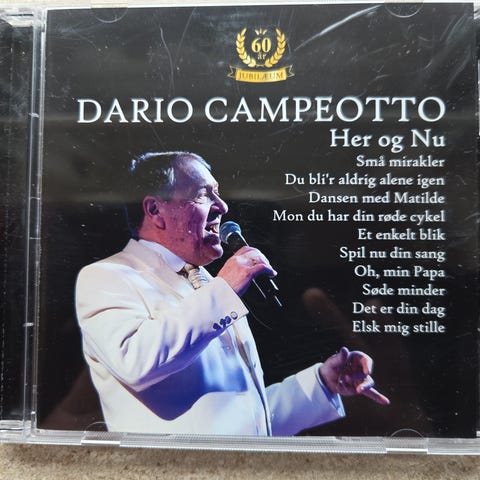 60
år
JUBILÆUM
DARIO CAMPEOTTO
Her og Nu
Små mirakler
Du bli'r aldrig alene igen
Dansen med Matilde
Mon du har din røde cykel
Et enkelt blik
Spil nu din sang
Oh, min Papa
Søde minder
Det er din dag
Elsk mig stille